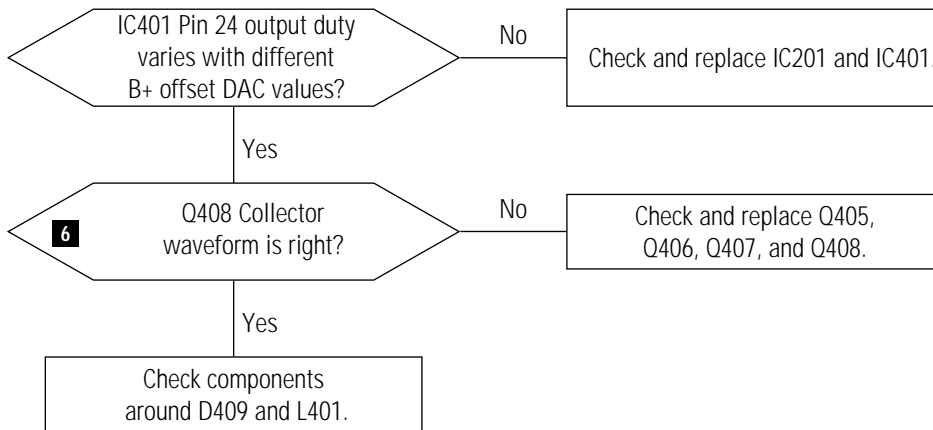 IC401 Pin 24 output duty
varies with different
B+ offset DAC values?
No
Check and replace IC201 and IC401.
Yes
6
Q408 Collector
waveform is right?
No
Check and replace Q405,
Q406, Q407, and Q408.
Yes
Check components
around D409 and L401.